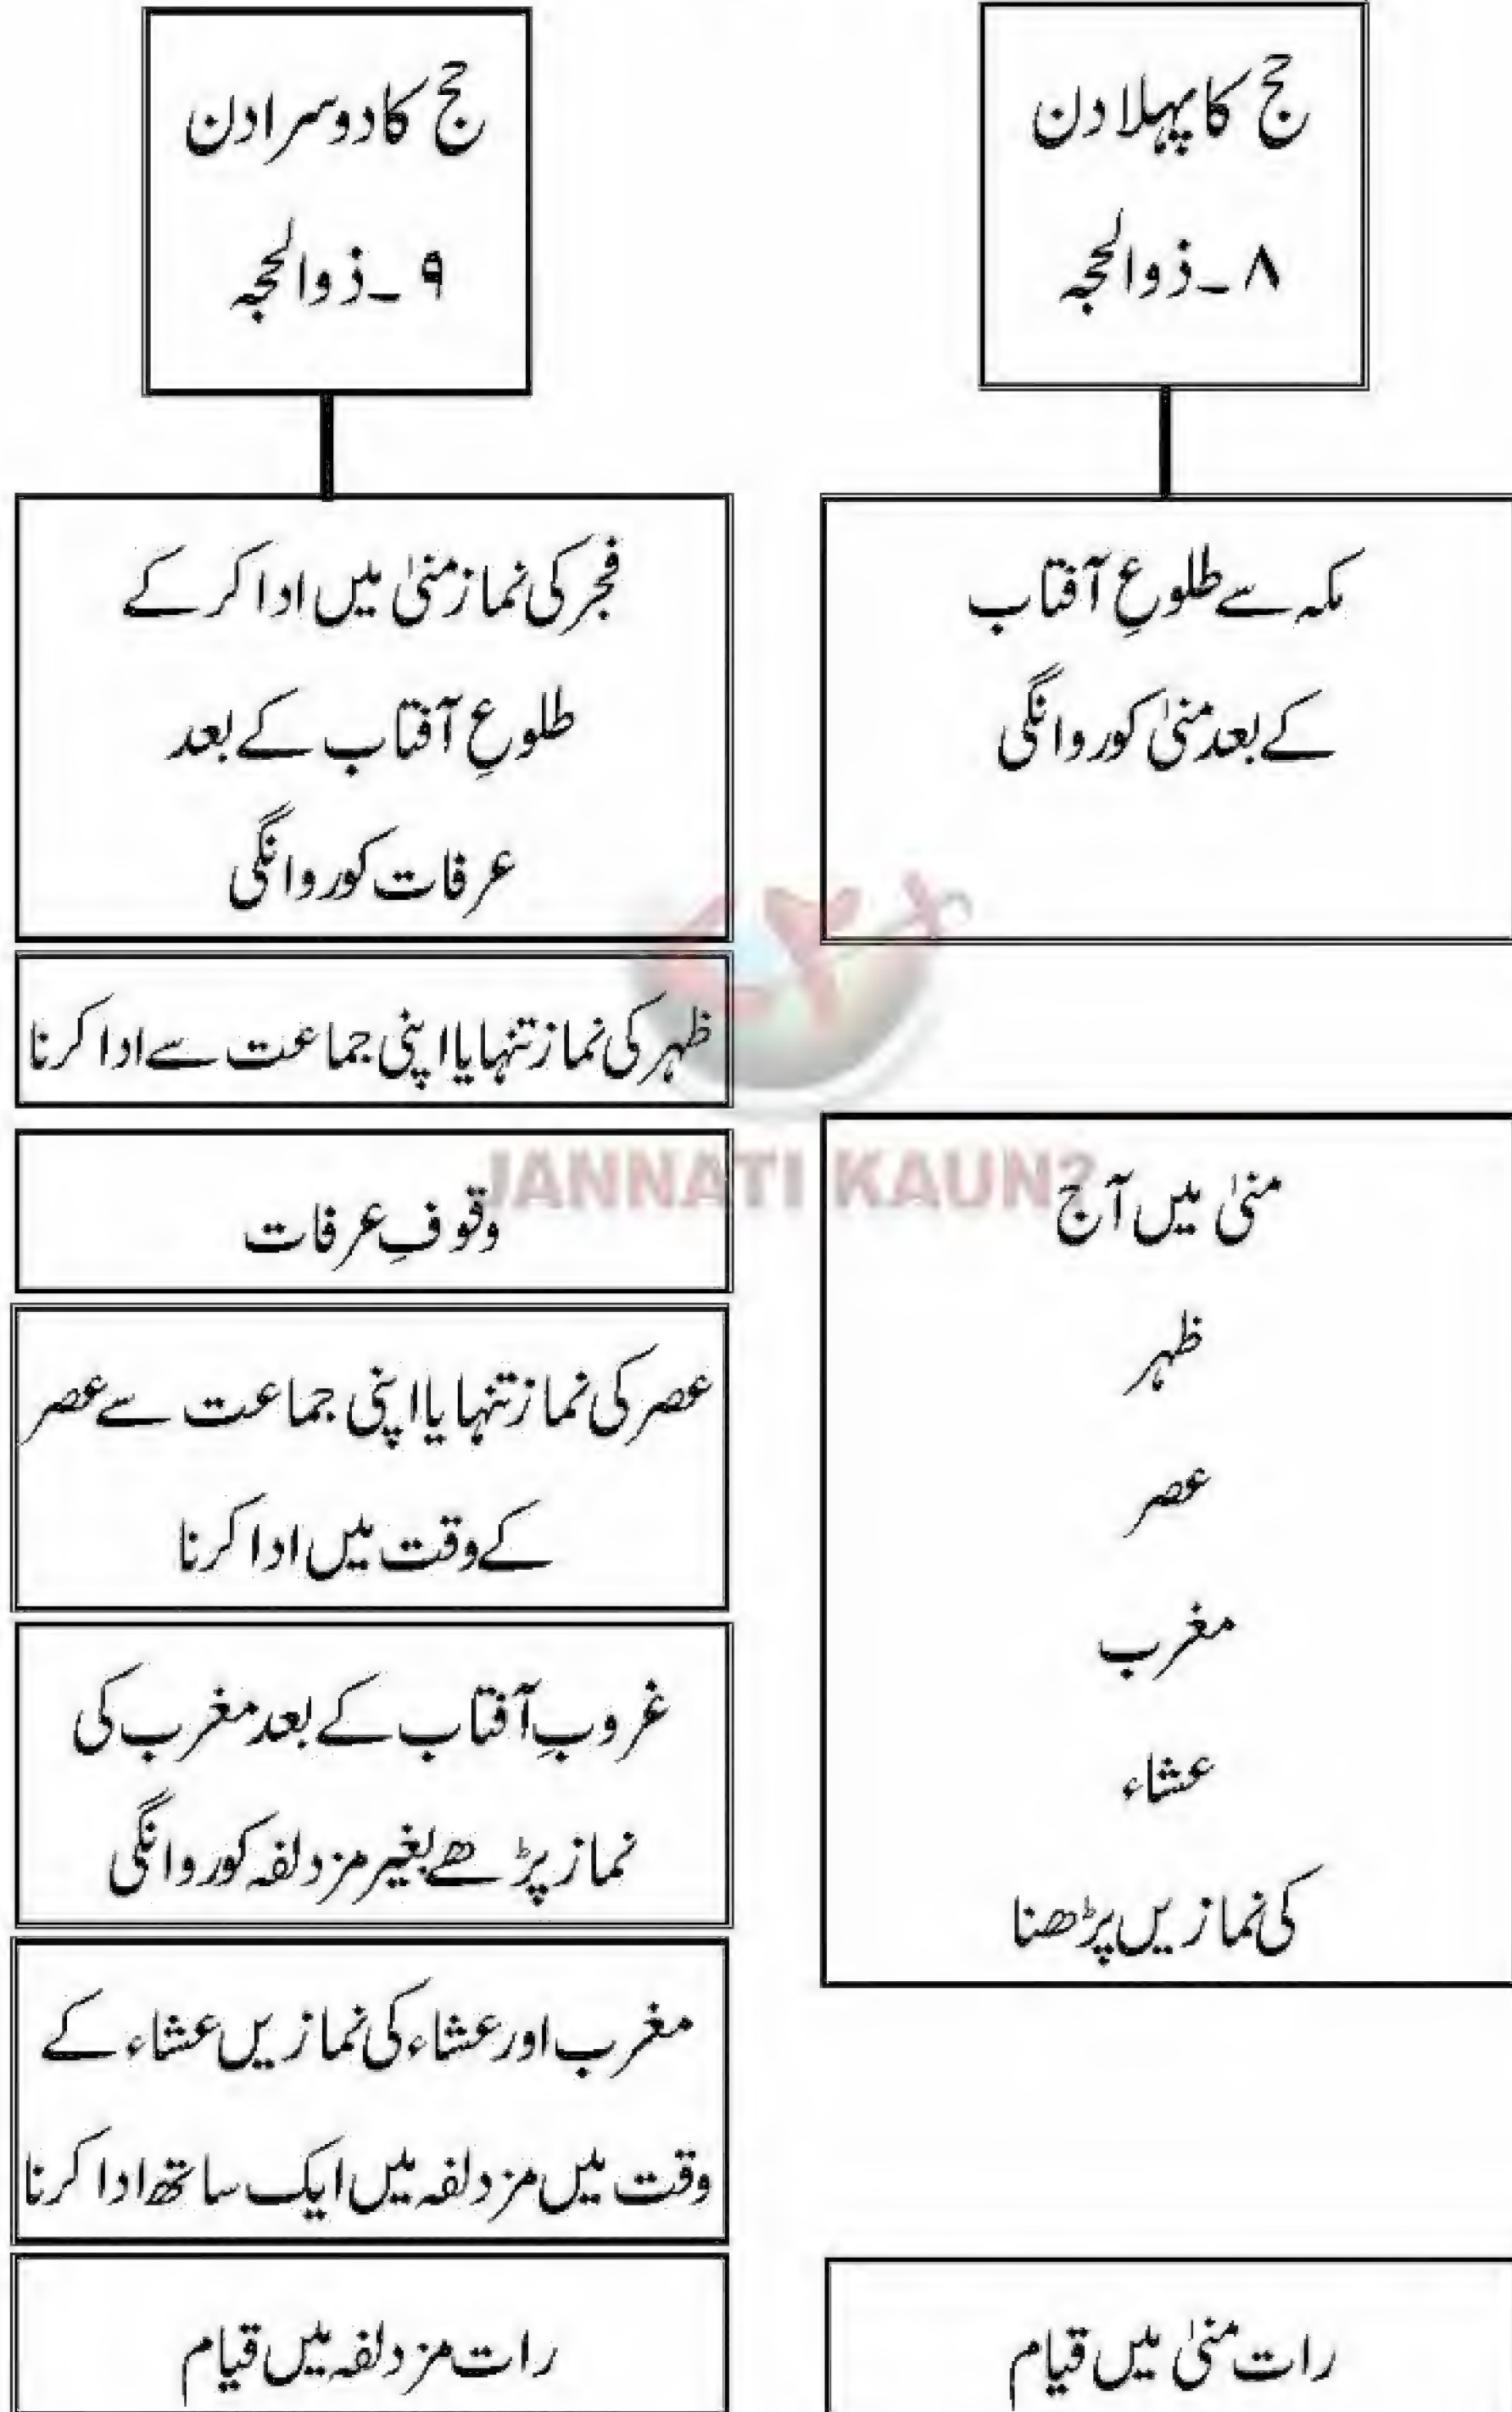 حج کا پہلا دن
۸ ۔ ذوالحجہ
مکہ سے طلوعِ آفتاب
کے بعد منیٰ کو روانگی
منیٰ میں آج
ظہر
عصر
مغرب
عشاء
کی نمازیں پڑھنا
رات منیٰ میں قیام
حج کا دوسرا دن
۹ ۔ ذوالحجہ
فجر کی نماز منیٰ میں ادا کر کے
طلوعِ آفتاب کے بعد
عرفات کو روانگی
ظہر کی نماز تنہا یا اپنی جماعت سے ادا کرنا
وقوفِ عرفات
عصر کی نماز تنہا یا اپنی جماعت سے عصر
کے وقت میں ادا کرنا
غروبِ آفتاب کے بعد مغرب کی
نماز پڑھے بغیر مزدلفہ کو روانگی
مغرب اور عشاء کی نمازیں عشاء کے
وقت میں مزدلفہ میں ایک ساتھ ادا کرنا
رات مزدلفہ میں قیام
JANNATI KAUN?